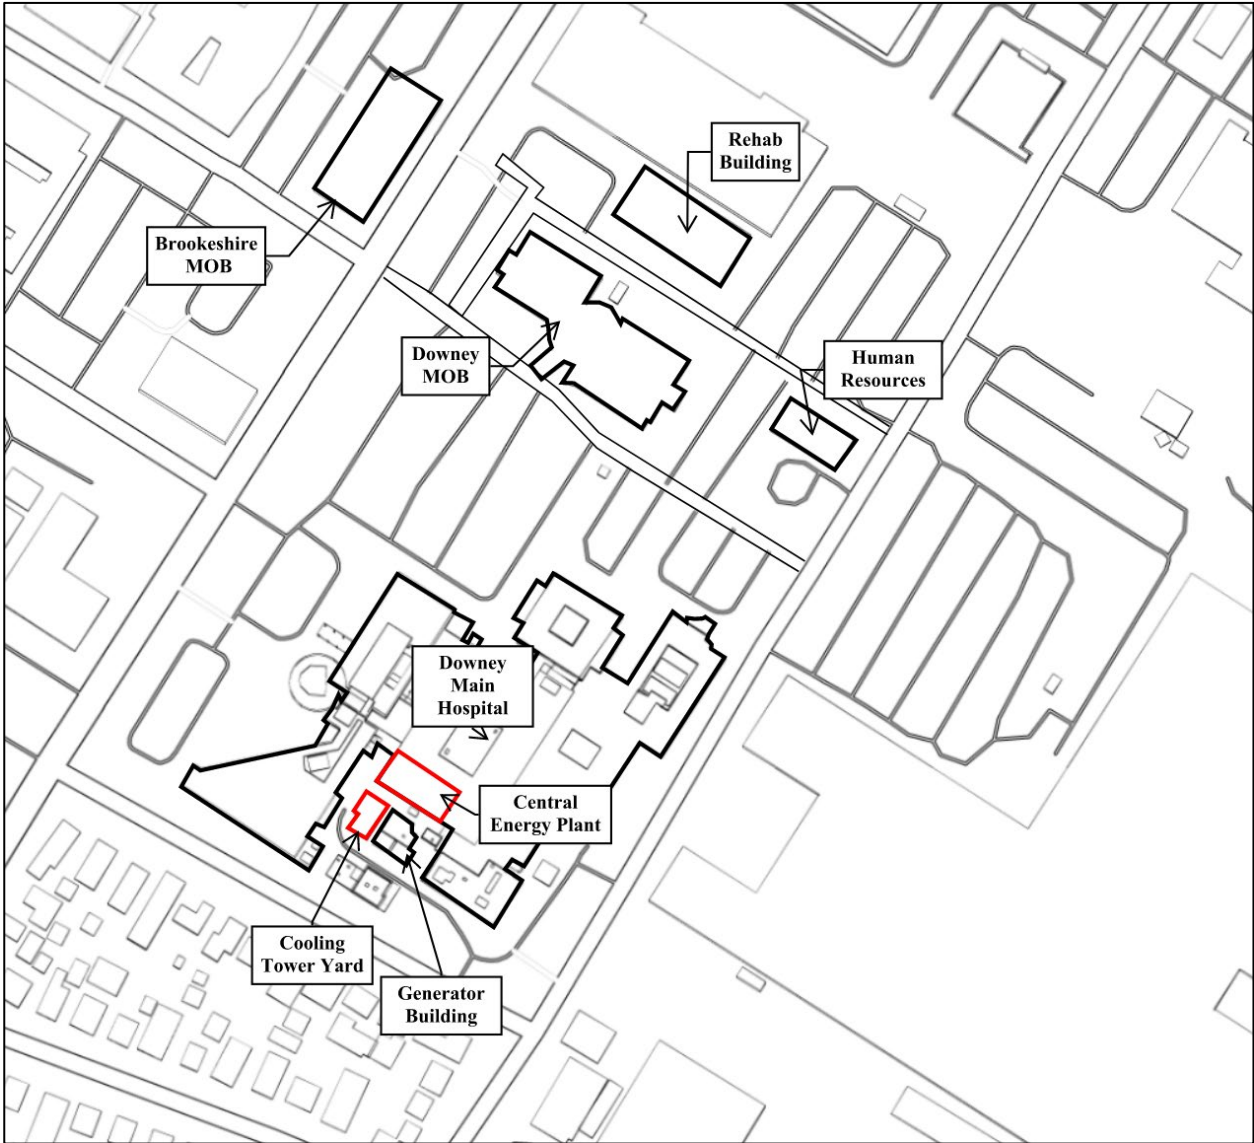 Rehab
Building
Brookeshire
MOB
Downey
MOB
Human
Resources
Downey
Main
Hospital
Central
Energy Plant
Cooling
Tower Yard
Generator
Building